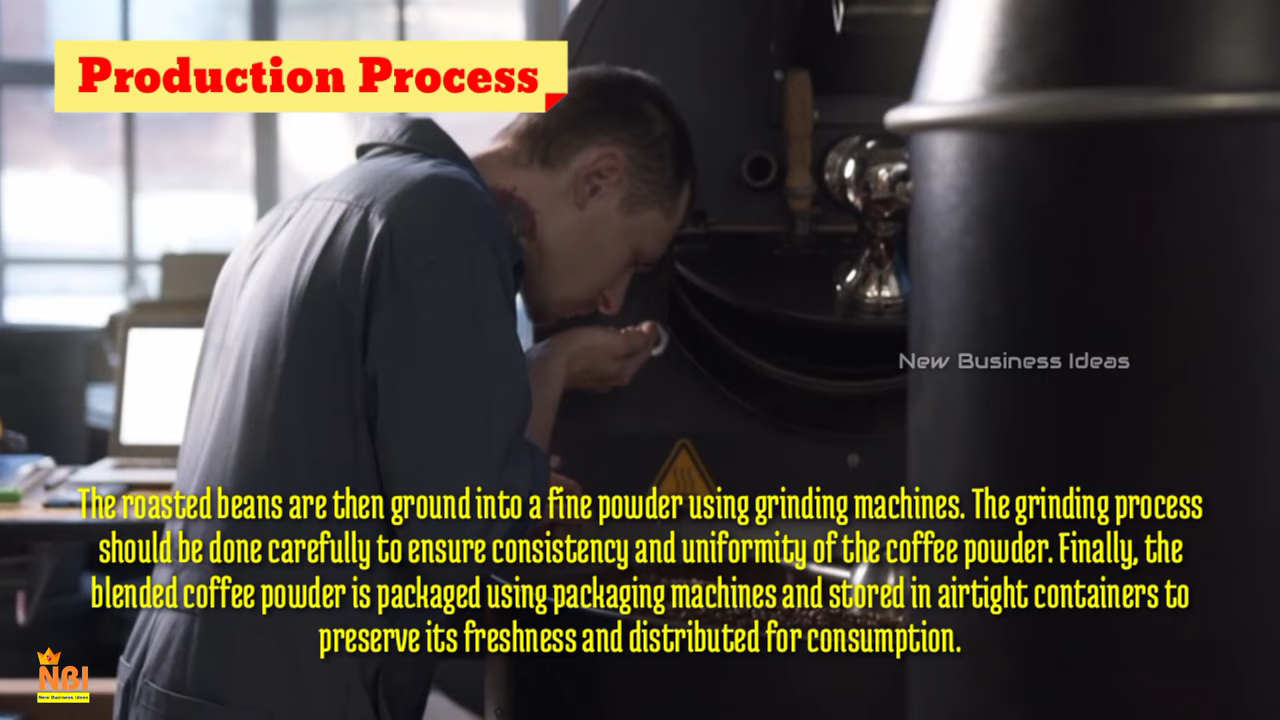 Production Process
New Business Ideas
The roasted beans are then ground into a fine powder using grinding machines. The grinding process
should be done carefully to ensure consistency and uniformity of the coffee powder. Finally, the
blended coffee powder is packaged using packaging machines and stored in airtight containers to
preserve its freshness and distributed for consumption.
NBI
New Business Ideas